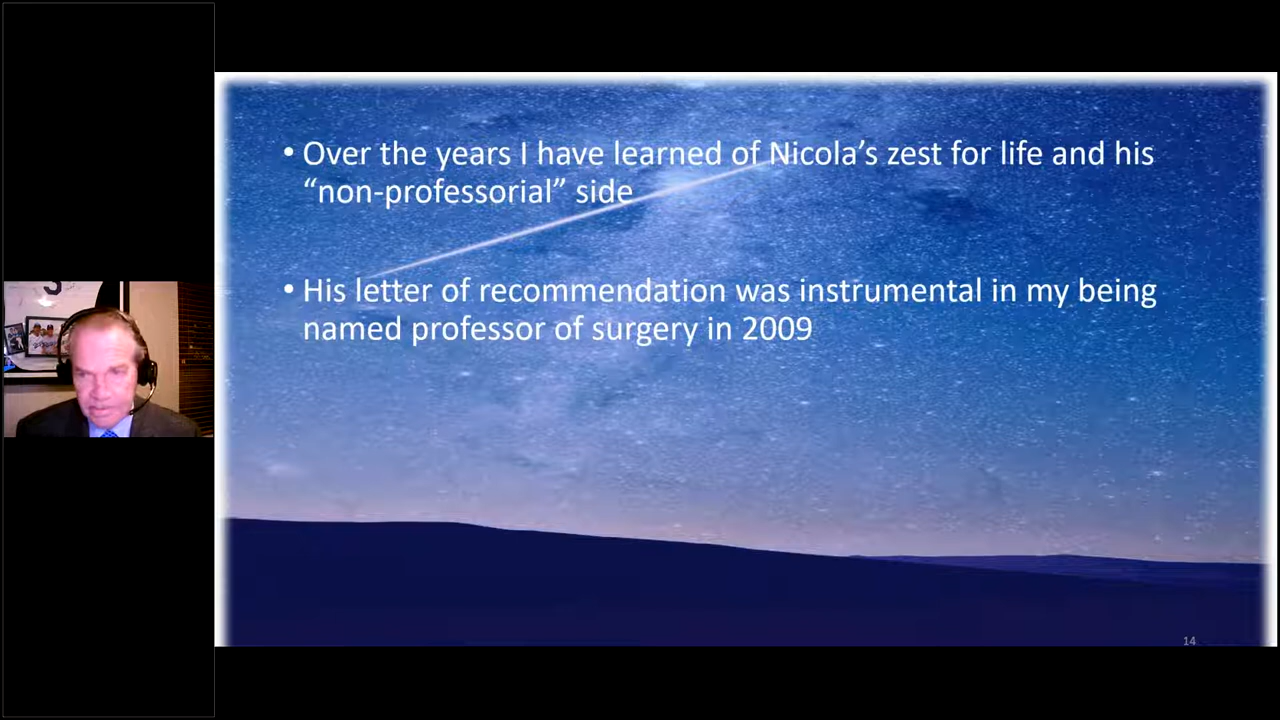 • Over the years I have learned of Nicola’s zest for life and his
“non-professorial” side
• His letter of recommendation was instrumental in my being
named professor of surgery in 2009
14